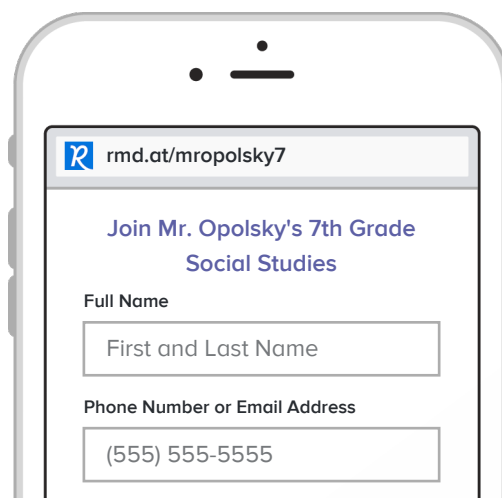 rmd.at/mropolsky7
Join Mr. Opolsky's 7th Grade
Social Studies
Full Name
First and Last Name
Phone Number or Email Address
(555) 555-5555